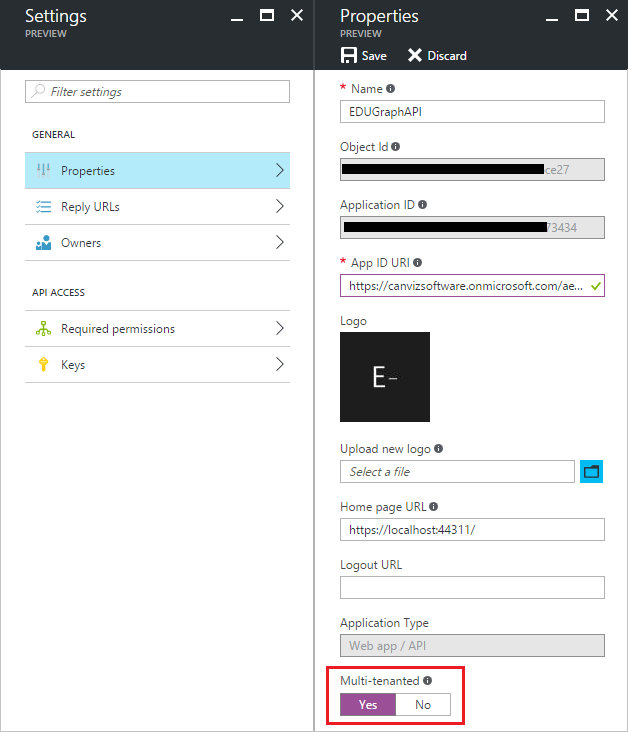 Settings
PREVIEW
Filter settings
GENERAL
Properties
Reply URLs
Owners
API ACCESS
Required permissions
Keys
Properties
PREVIEW
Save Discard
* Name
EDUGraphAPI
Object Id
ce27
Application ID
73434
* App ID URI
https://canvizsoftware.onmicrosoft.com/ae...
Logo
E-
Upload new logo
Select a file
Home page URL
https://localhost:44311/
Logout URL
Application Type
Web app / API
Multi-tenanted
Yes No